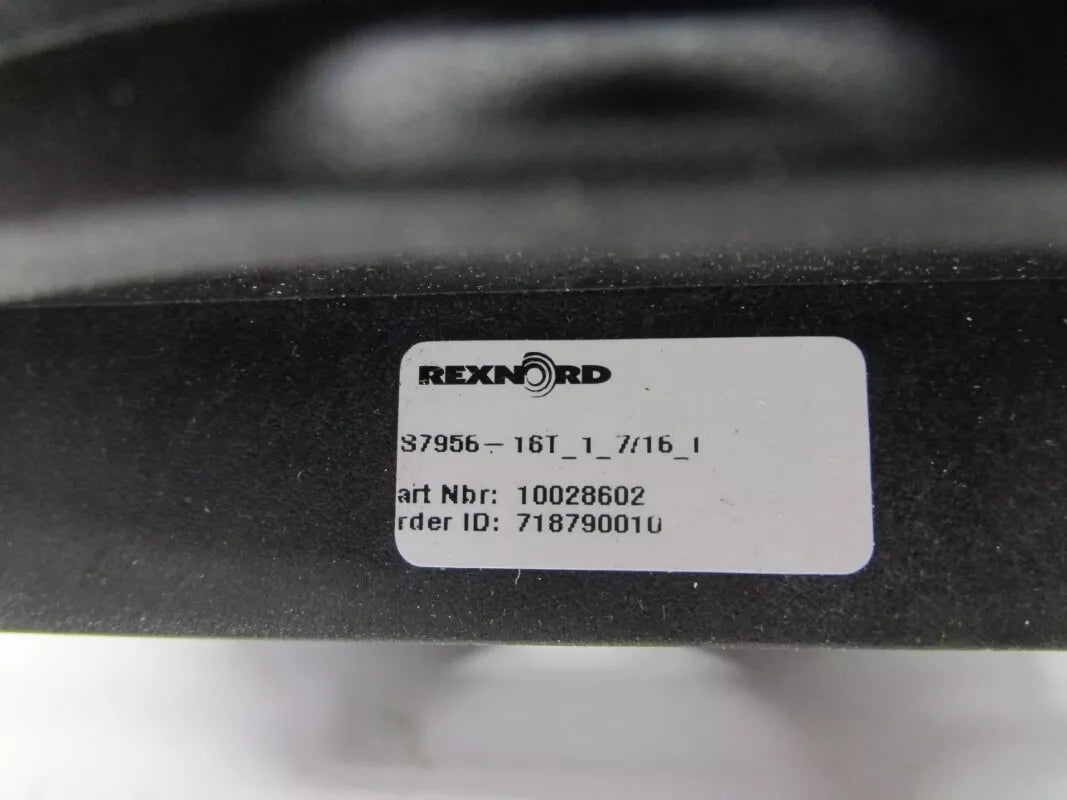 REXNORD
S7956-16T_1_7/16_I
art Nbr: 10028602
rder ID: 718790010